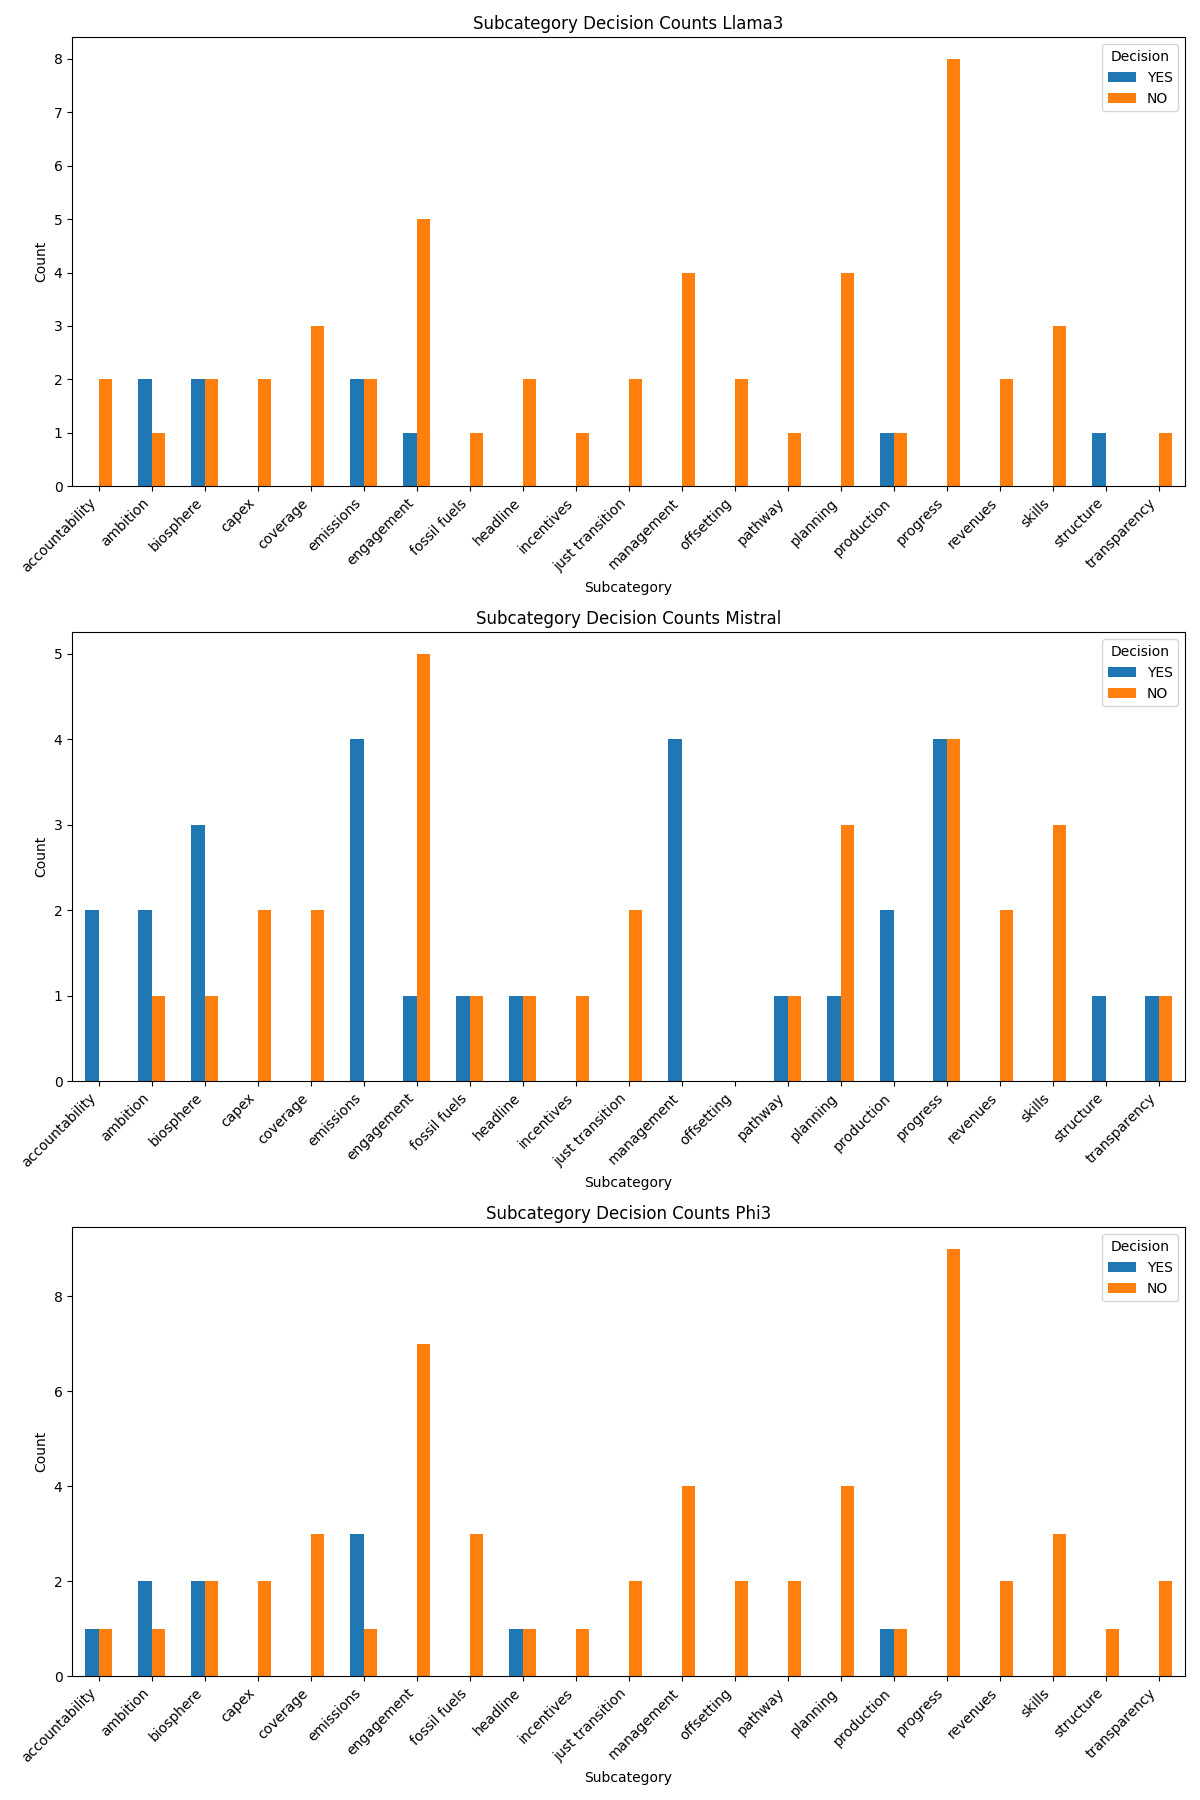 Subcategory Decision Counts Llama3
Decision
YES
NO
Count
8
7
6
5
4
3
2
1
0
accountability
ambition
biosphere
capex
coverage
emissions
engagement
fossil fuels
headline
incentives
just transition
management
offsetting
pathway
planning
production
progress
revenues
skills
structure
transparency
Subcategory
Subcategory Decision Counts Mistral
Decision
YES
NO
Count
5
4
3
2
1
0
accountability
ambition
biosphere
capex
coverage
emissions
engagement
fossil fuels
headline
incentives
just transition
management
offsetting
pathway
planning
production
progress
revenues
skills
structure
transparency
Subcategory
Subcategory Decision Counts Phi3
Decision
YES
NO
Count
8
6
4
2
0
accountability
ambition
biosphere
capex
coverage
emissions
engagement
fossil fuels
headline
incentives
just transition
management
offsetting
pathway
planning
production
progress
revenues
skills
structure
transparency
Subcategory